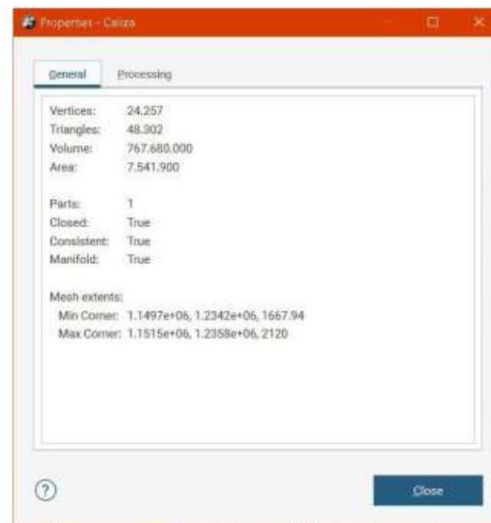 Properties - Caliza
General Processing
Vertices: 24.257
Triangles: 48.302
Volume: 767.680.000
Area: 7.541.900
Parts: 1
Closed: True
Consistent: True
Manifold: True
Mesh extents:
Min Corner: 1.1497e+06, 1.2342e+06, 1667.94
Max Corner: 1.1515e+06, 1.2358e+06, 2120
?
Close